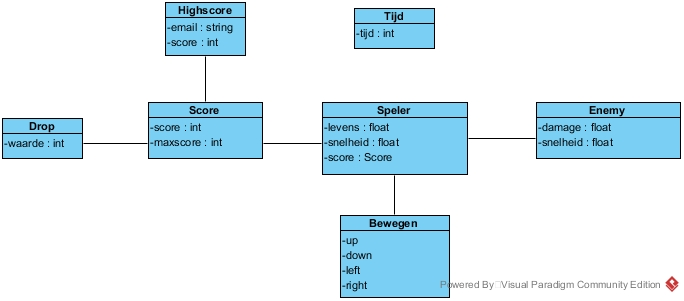 Highscore
-email : string
-score : int
Tijd
-tijd : int
Drop
-waarde : int
Score
-score : int
-maxscore : int
Speler
-levens : float
-snelheid : float
-score : Score
Enemy
-damage : float
-snelheid : float
Bewegen
-up
-down
-left
-right
Powered By Visual Paradigm Community Edition